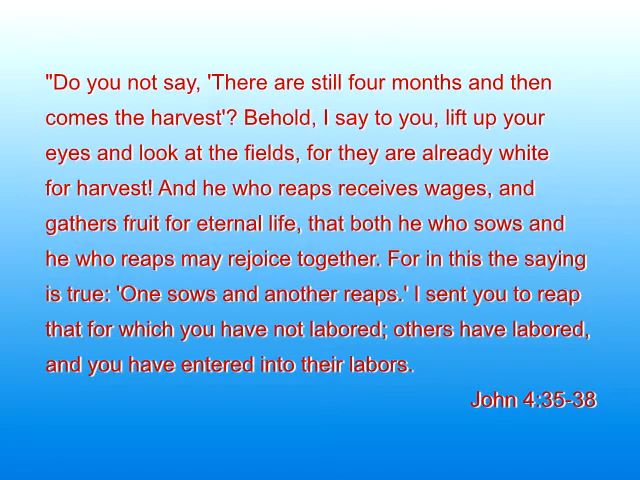 "Do you not say, 'There are still four months and then
comes the harvest'? Behold, I say to you, lift up your
eyes and look at the fields, for they are already white
for harvest! And he who reaps receives wages, and
gathers fruit for eternal life, that both he who sows and
he who reaps may rejoice together. For in this the saying
is true: 'One sows and another reaps.' I sent you to reap
that for which you have not labored; others have labored,
and you have entered into their labors.
John 4:35-38